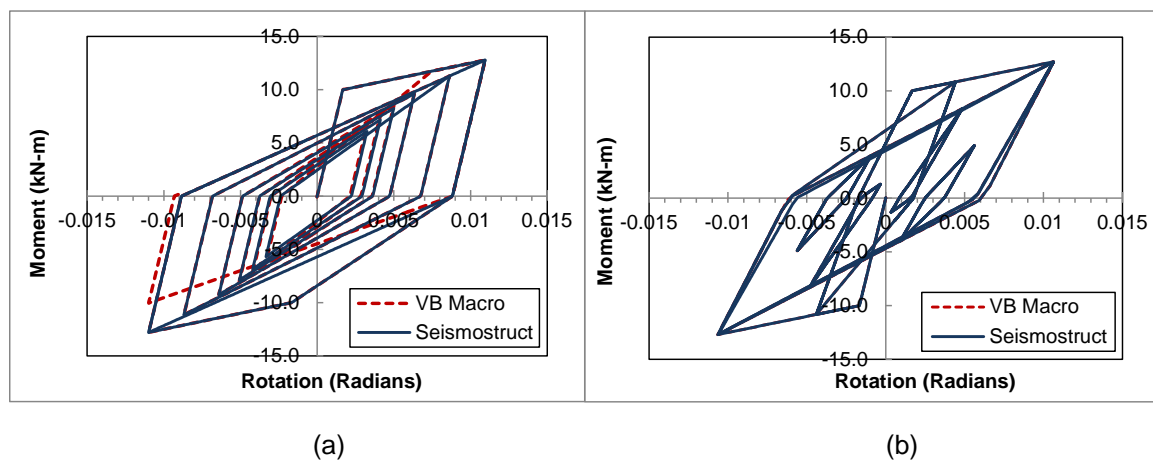 15.0
10.0
5.0
0.0
-5.0
-10.0
-15.0
-0.015 -0.01 -0.005 0 0.005 0.01 0.015
Moment (kN-m)
Rotation (Radians)
VB Macro
Seismostruct
(a)
15.0
10.0
5.0
0.0
-5.0
-10.0
-15.0
-0.015 -0.01 -0.005 0 0.005 0.01 0.015
Moment (kN-m)
Rotation (Radians)
VB Macro
Seismostruct
(b)